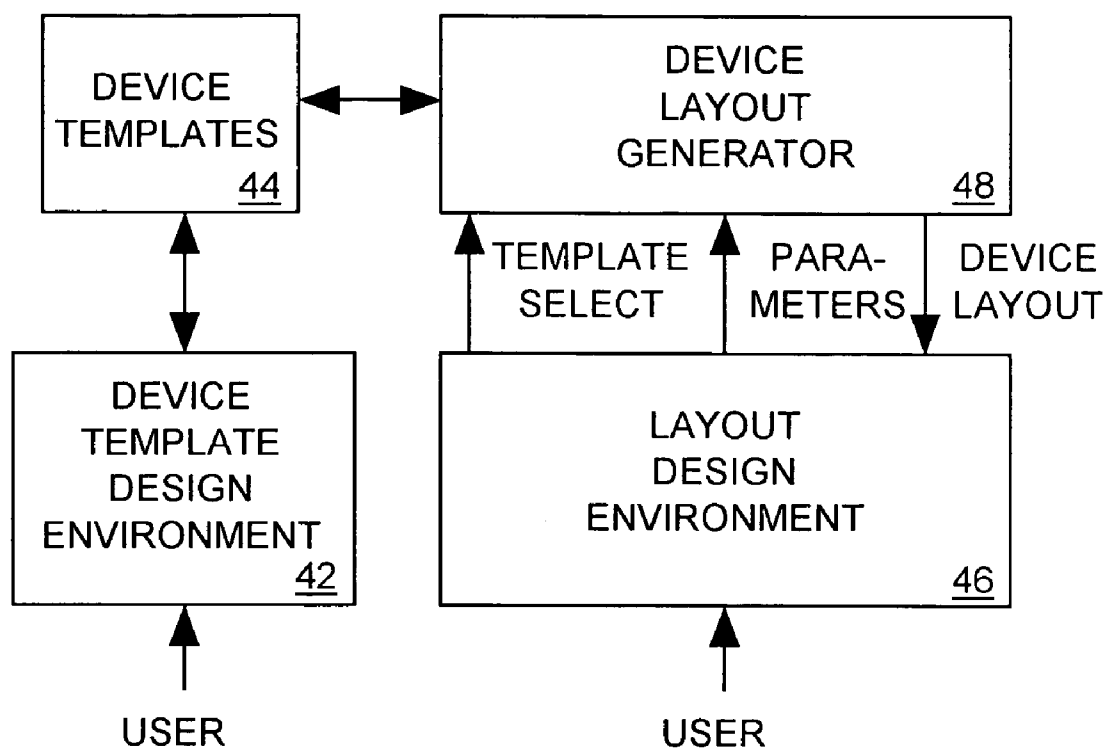 DEVICE
TEMPLATES
44
DEVICE
LAYOUT
GENERATOR
48
TEMPLATE
SELECT
PARA-
METERS
DEVICE
LAYOUT
DEVICE
TEMPLATE
DESIGN
ENVIRONMENT
42
LAYOUT
DESIGN
ENVIRONMENT
46
USER
USER